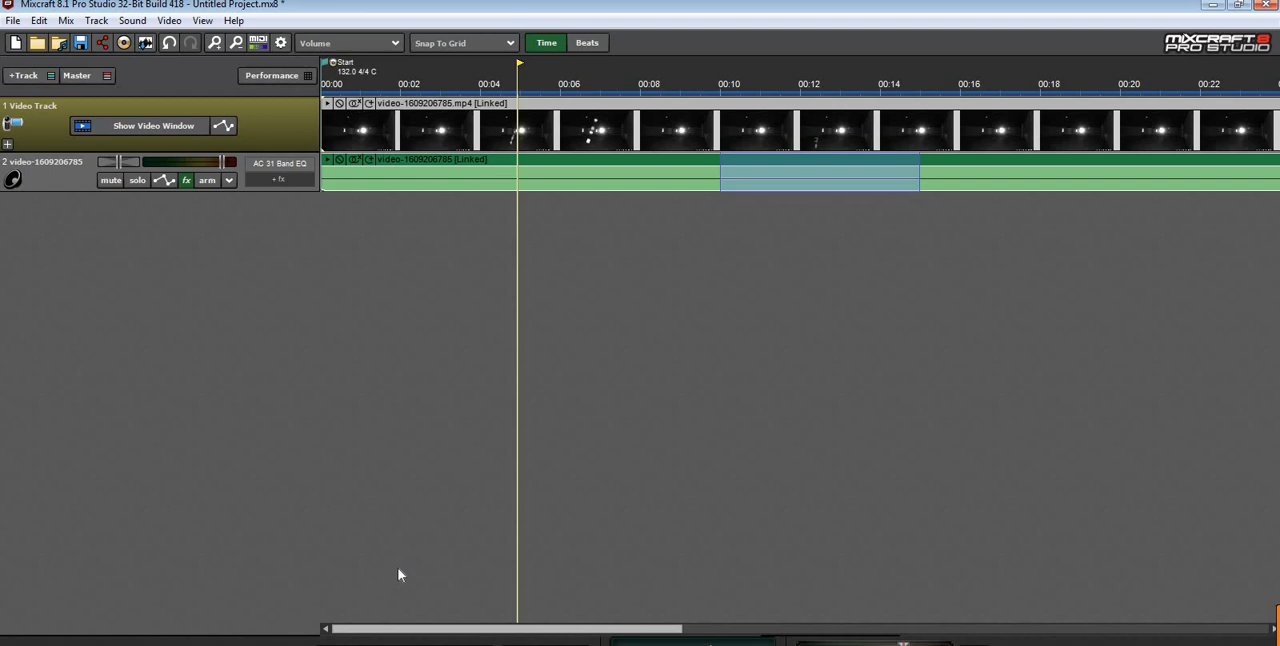 Mixcraft 8.1 Pro Studio 32-Bit Build 418 - Untitled Project.mx8 *
File Edit Mix Track Sound Video View Help
midi Volume Snap To Grid Time Beats MIXCRAFT 8
PRO STUDIO
+Track Master Performance
Start
132.0 4/4 C
00:00 00:02 00:04 00:06 00:08 00:10 00:12 00:14 00:16 00:18 00:20 00:22
1 Video Track
video-1609206785.mp4 [Linked]
Show Video Window
2 video-1609206785
AC 31 Band EQ
video-1609206785 [Linked]
mute solo fx arm + fx